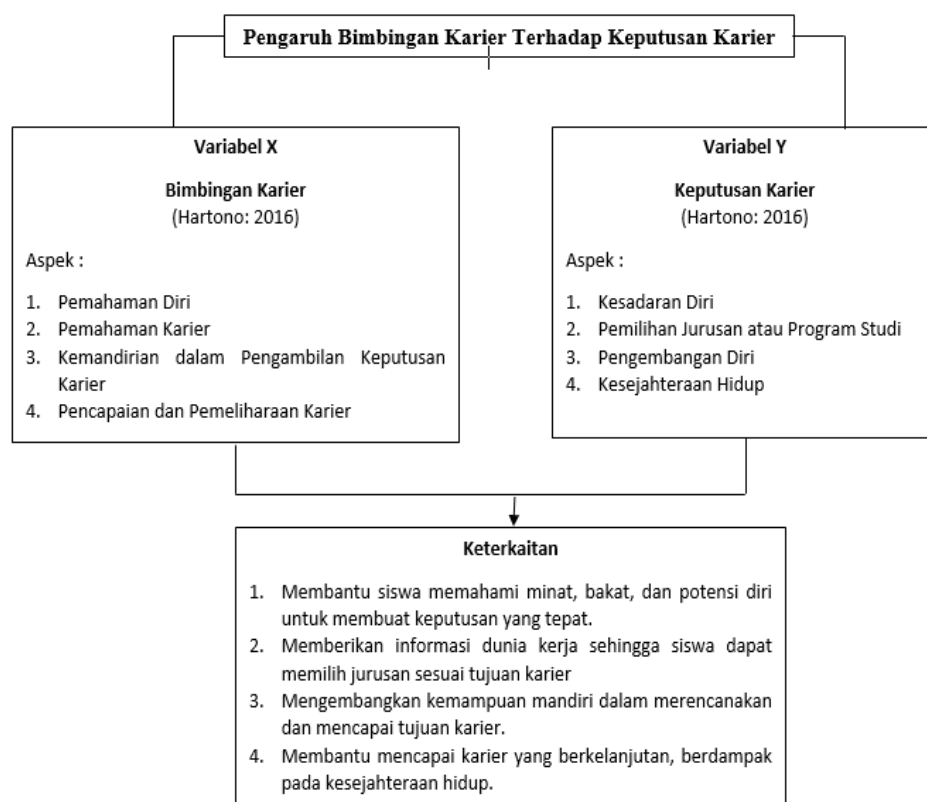 Pengaruh Bimbingan Karier Terhadap Keputusan Karier
Variabel X
Bimbingan Karier
(Hartono: 2016)
Aspek :
1. Pemahaman Diri
2. Pemahaman Karier
3. Kemandirian dalam Pengambilan Keputusan
Karier
4. Pencapaian dan Pemeliharaan Karier
Variabel Y
Keputusan Karier
(Hartono: 2016)
Aspek :
1. Kesadaran Diri
2. Pemilihan Jurusan atau Program Studi
3. Pengembangan Diri
4. Kesejahteraan Hidup
Keterkaitan
1. Membantu siswa memahami minat, bakat, dan potensi diri
untuk membuat keputusan yang tepat.
2. Memberikan informasi dunia kerja sehingga siswa dapat
memilih jurusan sesuai tujuan karier
3. Mengembangkan kemampuan mandiri dalam merencanakan
dan mencapai tujuan karier.
4. Membantu mencapai karier yang berkelanjutan, berdampak
pada kesejahteraan hidup.